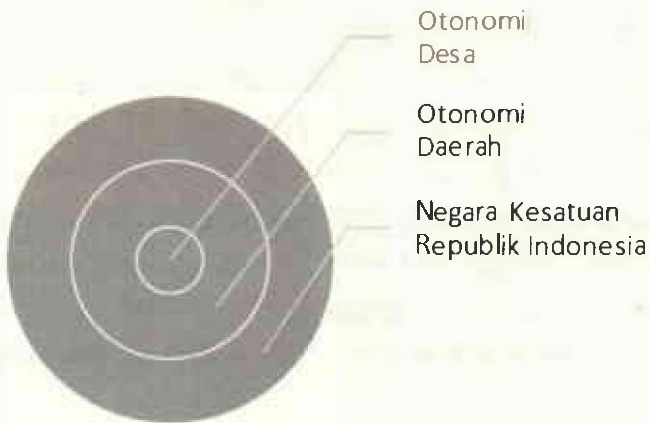 Otonomi
Desa
Otonomi
Daerah
Negara Kesatuan
Republik Indonesia